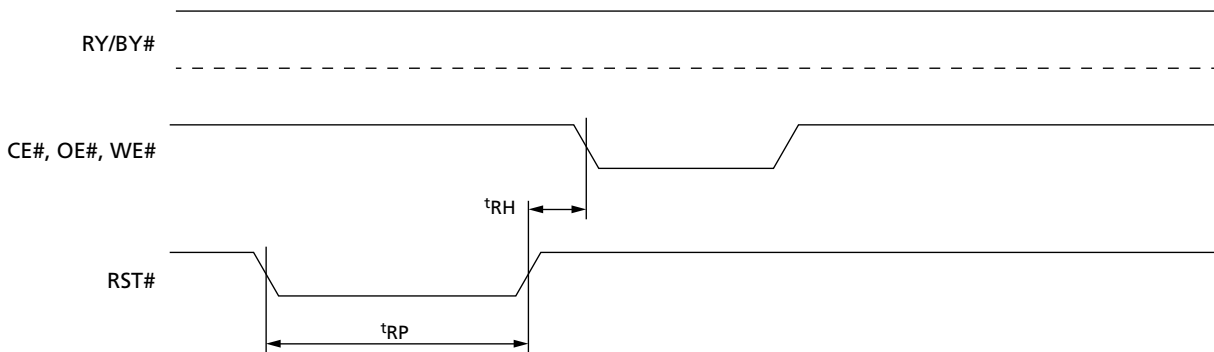 RY/BY#
CE#, OE#, WE#
tRH
RST#
tRP